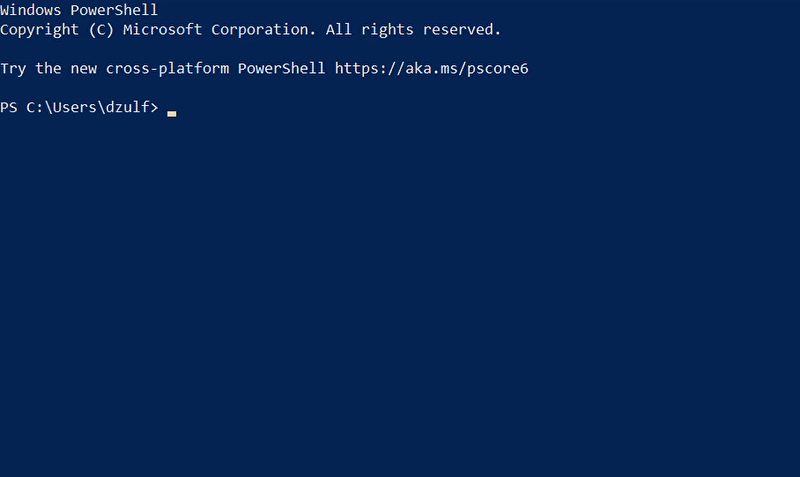 Windows PowerShell
Copyright (C) Microsoft Corporation. All rights reserved.
Try the new cross-platform PowerShell https://aka.ms/pscore6
PS C:\Users\dzulf>